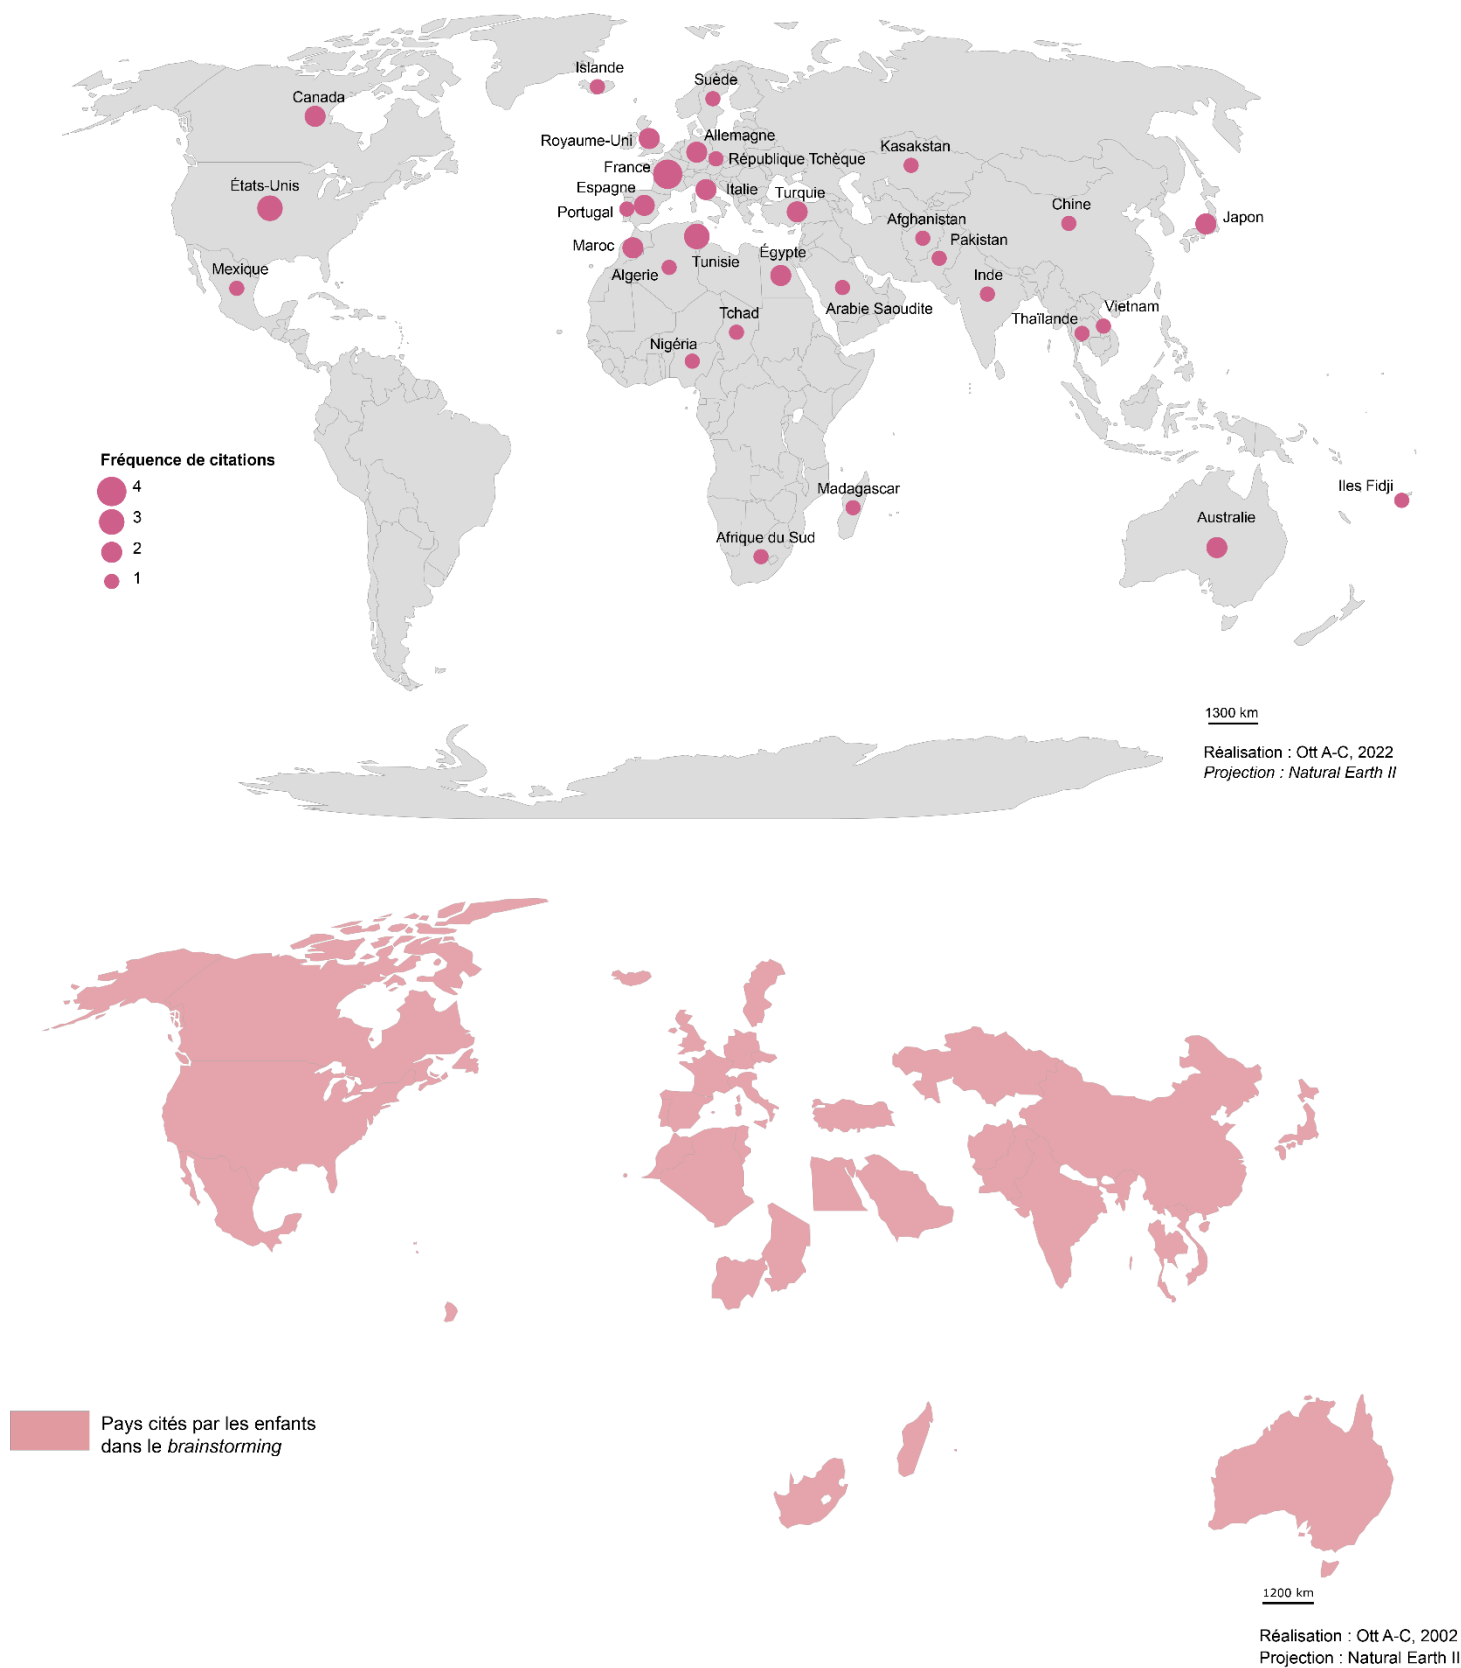 Islande
Suède
Canada
Royaume-Uni
Allemagne
République Tchèque
Kasakstan
France
États-Unis
Espagne
Italie
Turquie
Portugal
Chine
Japon
Afghanistan
Maroc
Pakistan
Égypte
Tunisie
Mexique
Algerie
Inde
Arabie Saoudite
Vietnam
Tchad
Thaïlande
Nigéria
Fréquence de citations
4
3
2
1
Madagascar
Iles Fidji
Australie
Afrique du Sud
1300 km
Réalisation : Ott A-C, 2022
Projection : Natural Earth II
Pays cités par les enfants
dans le brainstorming
1200 km
Réalisation : Ott A-C, 2002
Projection : Natural Earth II